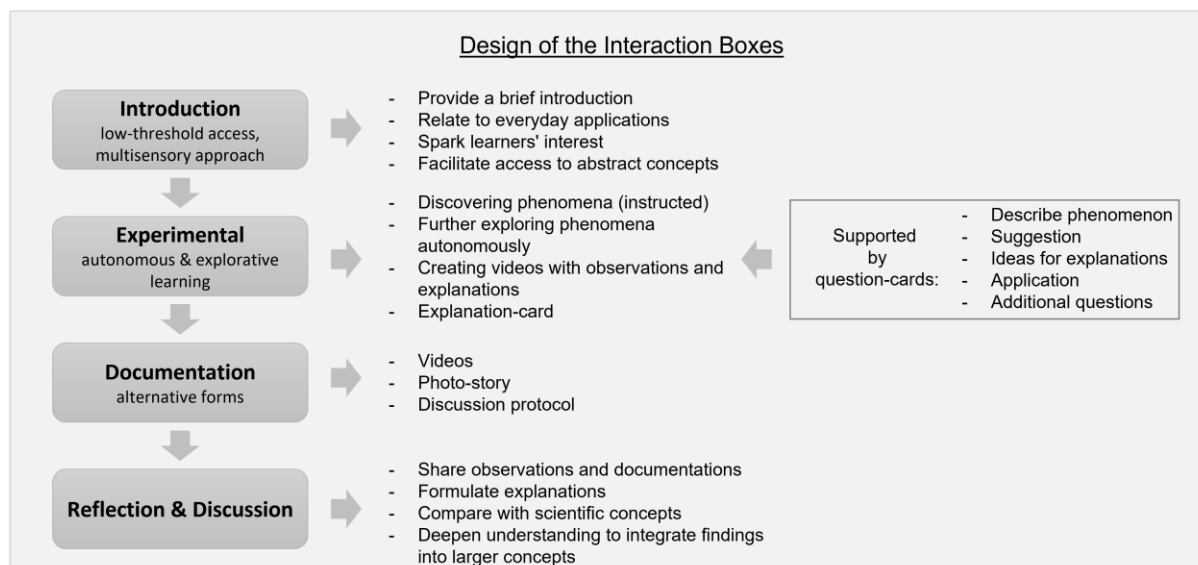 Design of the Interaction Boxes
Introduction
low-threshold access,
multisensory approach
- Provide a brief introduction
- Relate to everyday applications
- Spark learners' interest
- Facilitate access to abstract concepts
Experimental
autonomous & explorative
learning
- Discovering phenomena (instructed)
- Further exploring phenomena
autonomously
- Creating videos with observations and
explanations
- Explanation-card
Supported
by
question-cards:
- Describe phenomenon
- Suggestion
- Ideas for explanations
- Application
- Additional questions
Documentation
alternative forms
- Videos
- Photo-story
- Discussion protocol
Reflection & Discussion
- Share observations and documentations
- Formulate explanations
- Compare with scientific concepts
- Deepen understanding to integrate findings
into larger concepts